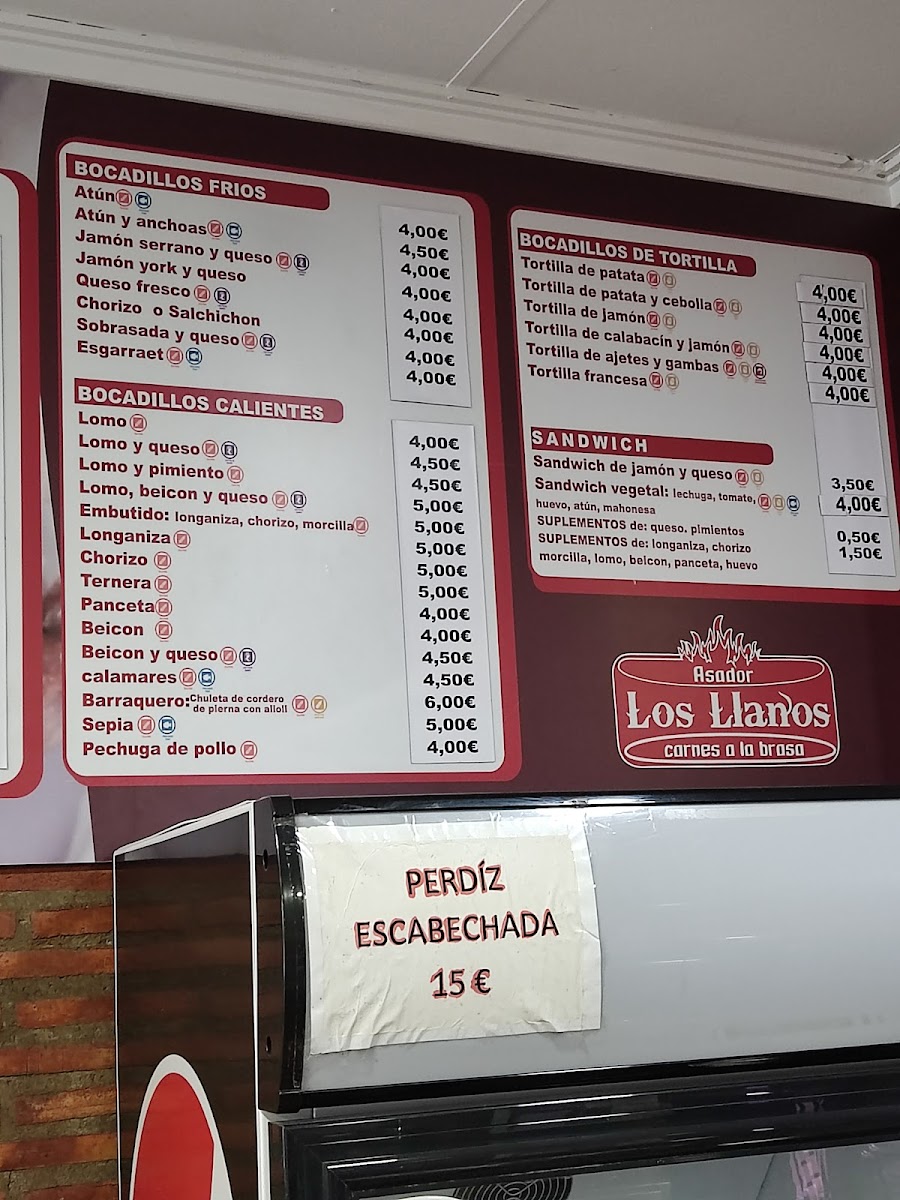 BOCADILLOS FRIOS
Atún 4,00€
Atún y anchoas 4,50€
Jamón serrano y queso 4,00€
Jamón york y queso 4,00€
Queso fresco 4,00€
Chorizo o Salchichon 4,00€
Sobrasada y queso 4,00€
Esgarraet 4,00€
BOCADILLOS CALIENTES
Lomo 4,00€
Lomo y queso 4,50€
Lomo y pimiento 4,50€
Lomo, beicon y queso 5,00€
Embutido: longaniza, chorizo, morcilla 5,00€
Longaniza 5,00€
Chorizo 5,00€
Ternera 5,00€
Panceta 4,00€
Beicon 4,00€
Beicon y queso 4,50€
calamares 4,50€
Barraquero: Chuleta de cordero 6,00€
de pierna con alloll
Sepia 5,00€
Pechuga de pollo 4,00€
BOCADILLOS DE TORTILLA
Tortilla de patata 4,00€
Tortilla de patata y cebolla 4,00€
Tortilla de jamón 4,00€
Tortilla de calabacín y jamón 4,00€
Tortilla de ajetes y gambas 4,00€
Tortilla francesa 4,00€
SANDWICH
Sandwich de jamón y queso 3,50€
Sandwich vegetal: lechuga, tomate, 4,00€
huevo, atún, mahonesa
SUPLEMENTOS de: queso. pimientos 0,50€
SUPLEMENTOS de: longaniza, chorizo 1,50€
morcilla, lomo, beicon, panceta, huevo
Asador
Los Llanos
carnes a la brasa
PERDÍZ
ESCABECHADA
15 €